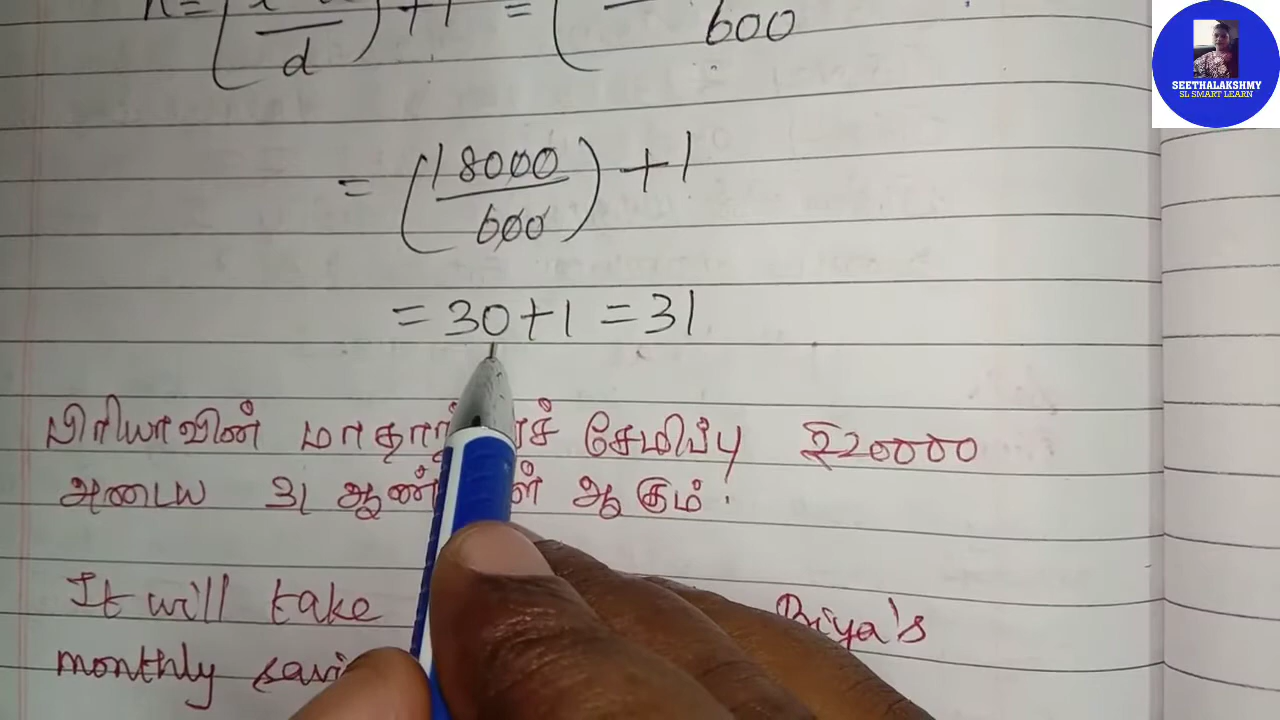 n = ( / d ) + 1 = ( / 600
= (18000 / 600) + 1
= 30 + 1 = 31
பிரியாவின் சேமிப்பு ₹20000
அடைய 31 ஆகும்.
It will take Priya's
monthly
SEETHALAKSHMY
SL SMART LEARN